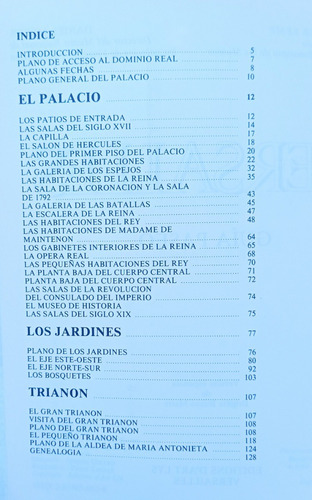 INDICE
INTRODUCCION 5
PLANO DE ACCESO AL DOMINIO REAL 7
ALGUNAS FECHAS 8
PLANO GENERAL DEL PALACIO 10
EL PALACIO 12
LOS PATIOS DE ENTRADA 12
LAS SALAS DEL SIGLO XVII 14
LA CAPILLA 17
EL SALON DE HERCULES 18
PLANO DEL PRIMER PISO DEL PALACIO 20
LAS GRANDES HABITACIONES 22
LA GALERIA DE LOS ESPEJOS 32
LAS HABITACIONES DE LA REINA 35
LA SALA DE LA CORONACION Y LA SALA
DE 1792 43
LA GALERIA DE LAS BATALLAS 45
LA ESCALERA DE LA REINA 47
LAS HABITACIONES DEL REY 48
LAS HABITACIONES DE MADAME DE
MAINTENON 64
LOS GABINETES INTERIORES DE LA REINA 65
LA OPERA REAL 68
LAS PEQUEÑAS HABITACIONES DEL REY 70
LA PLANTA BAJA DEL CUERPO CENTRAL 71
PLANTA BAJA DEL CUERPO CENTRAL 72
LAS SALAS DE LA REVOLUCION
DEL CONSULADO DEL IMPERIO 74
EL MUSEO DE HISTORIA
LAS SALAS DEL SIGLO XIX 75
LOS JARDINES 77
PLANO DE LOS JARDINES 76
EL EJE ESTE-OESTE 80
EL EJE NORTE-SUR 92
LOS BOSQUETES 103
TRIANON 107
EL GRAN TRIANON 107
VISITA DEL GRAN TRIANON 108
PLANO DEL GRAN TRIANON 108
EL PEQUEÑO TRIANON 118
PLANO DE LA ALDEA DE MARIA ANTONIETA 124
GENEALOGIA 128